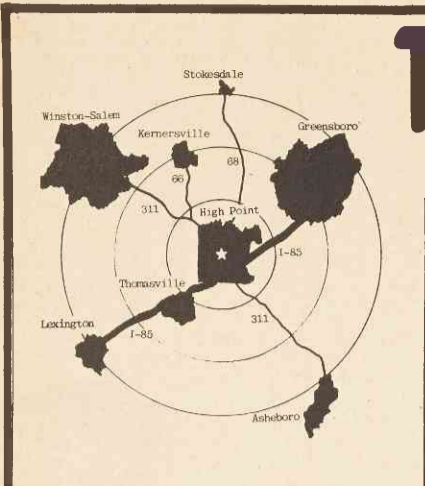 Stokesdale
Winston-Salem
Greensboro
Kernersville
68
66
311
High Point
I-85
Thomasville
Lexington
I-85
311
Asheboro